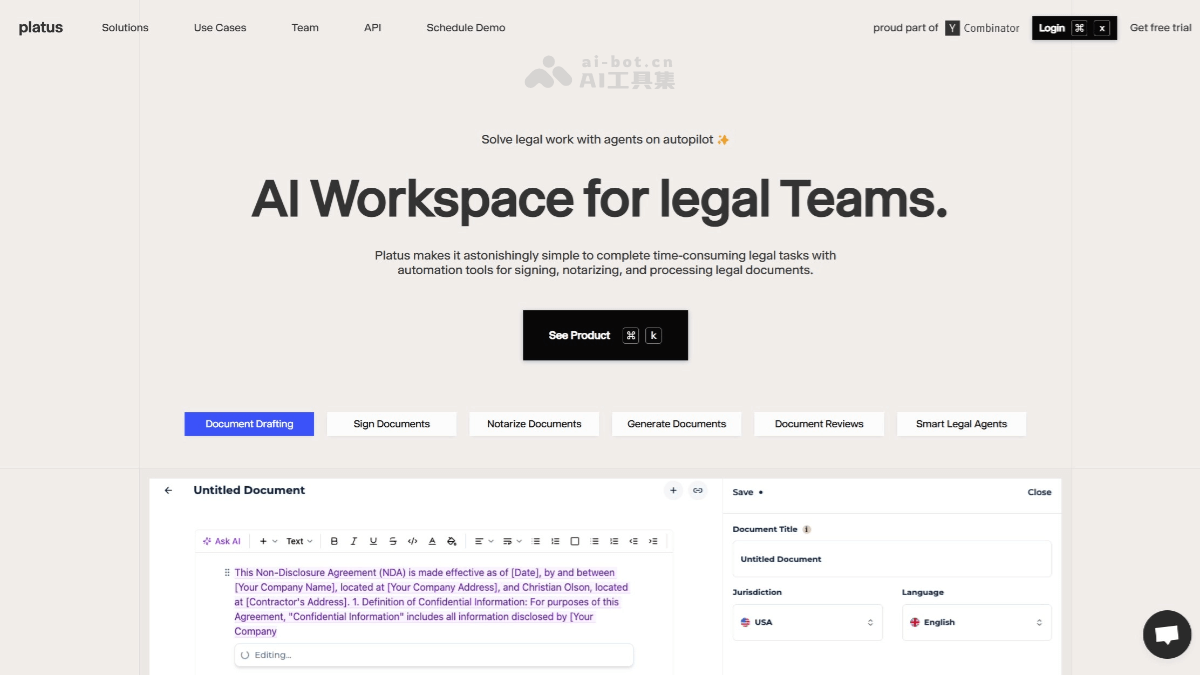 platus
Solutions
Use Cases
Team
API
Schedule Demo
proud part of Y Combinator
Login ⌘ x
Get free trial
ai-bot.cn
AI工具集
Solve legal work with agents on autopilot ✨
AI Workspace for legal Teams.
Platus makes it astonishingly simple to complete time-consuming legal tasks with
automation tools for signing, notarizing, and processing legal documents.
See Product ⌘ k
Document Drafting
Sign Documents
Notarize Documents
Generate Documents
Document Reviews
Smart Legal Agents
Untitled Document
Save •
Close
Ask AI
Text
B I U S </> A
This Non-Disclosure Agreement (NDA) is made effective as of [Date], by and between
[Your Company Name], located at [Your Company Address], and Christian Olson, located
at [Contractor's Address]. 1. Definition of Confidential Information: For purposes of this
Agreement, "Confidential Information" includes all information disclosed by [Your
Company
Editing...
Document Title
Untitled Document
Jurisdiction
Language
USA
English